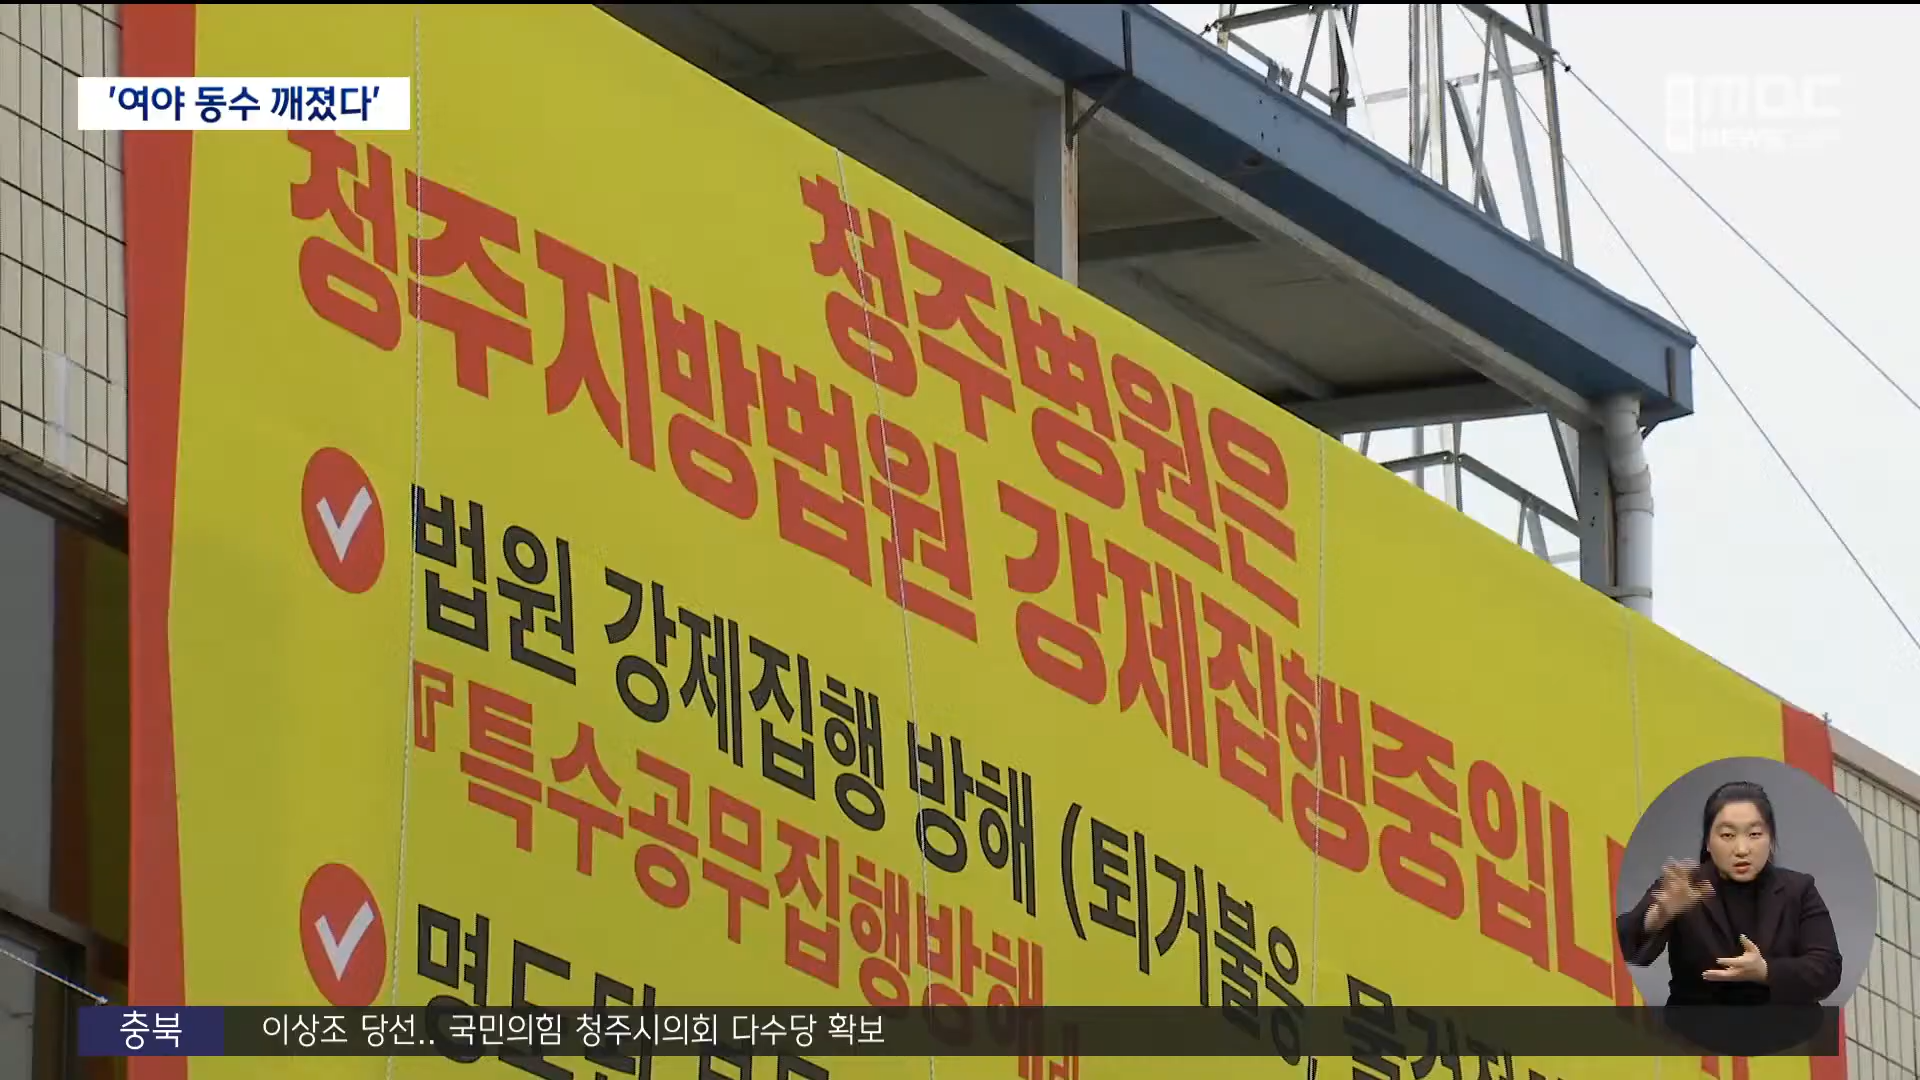 '여야 동수 깨졌다'
MBC
NEWS
청주병원은
청주지방법원 강제집행중입니
법원 강제집행 방해 (퇴거불응,
『특수공무집행방해』
충북
이상조 당선.. 국민의힘 청주시의회 다수당 확보